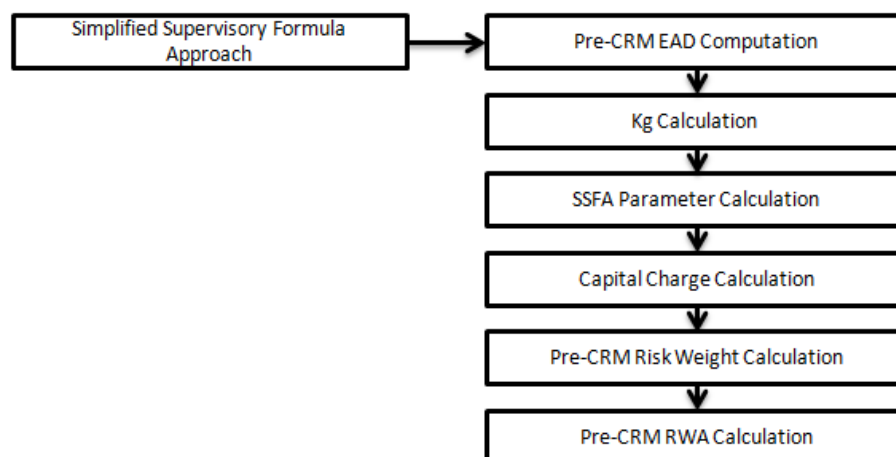 Simplified Supervisory Formula
Approach
Pre-CRM EAD Computation
Kg Calculation
SSFA Parameter Calculation
Capital Charge Calculation
Pre-CRM Risk Weight Calculation
Pre-CRM RWA Calculation